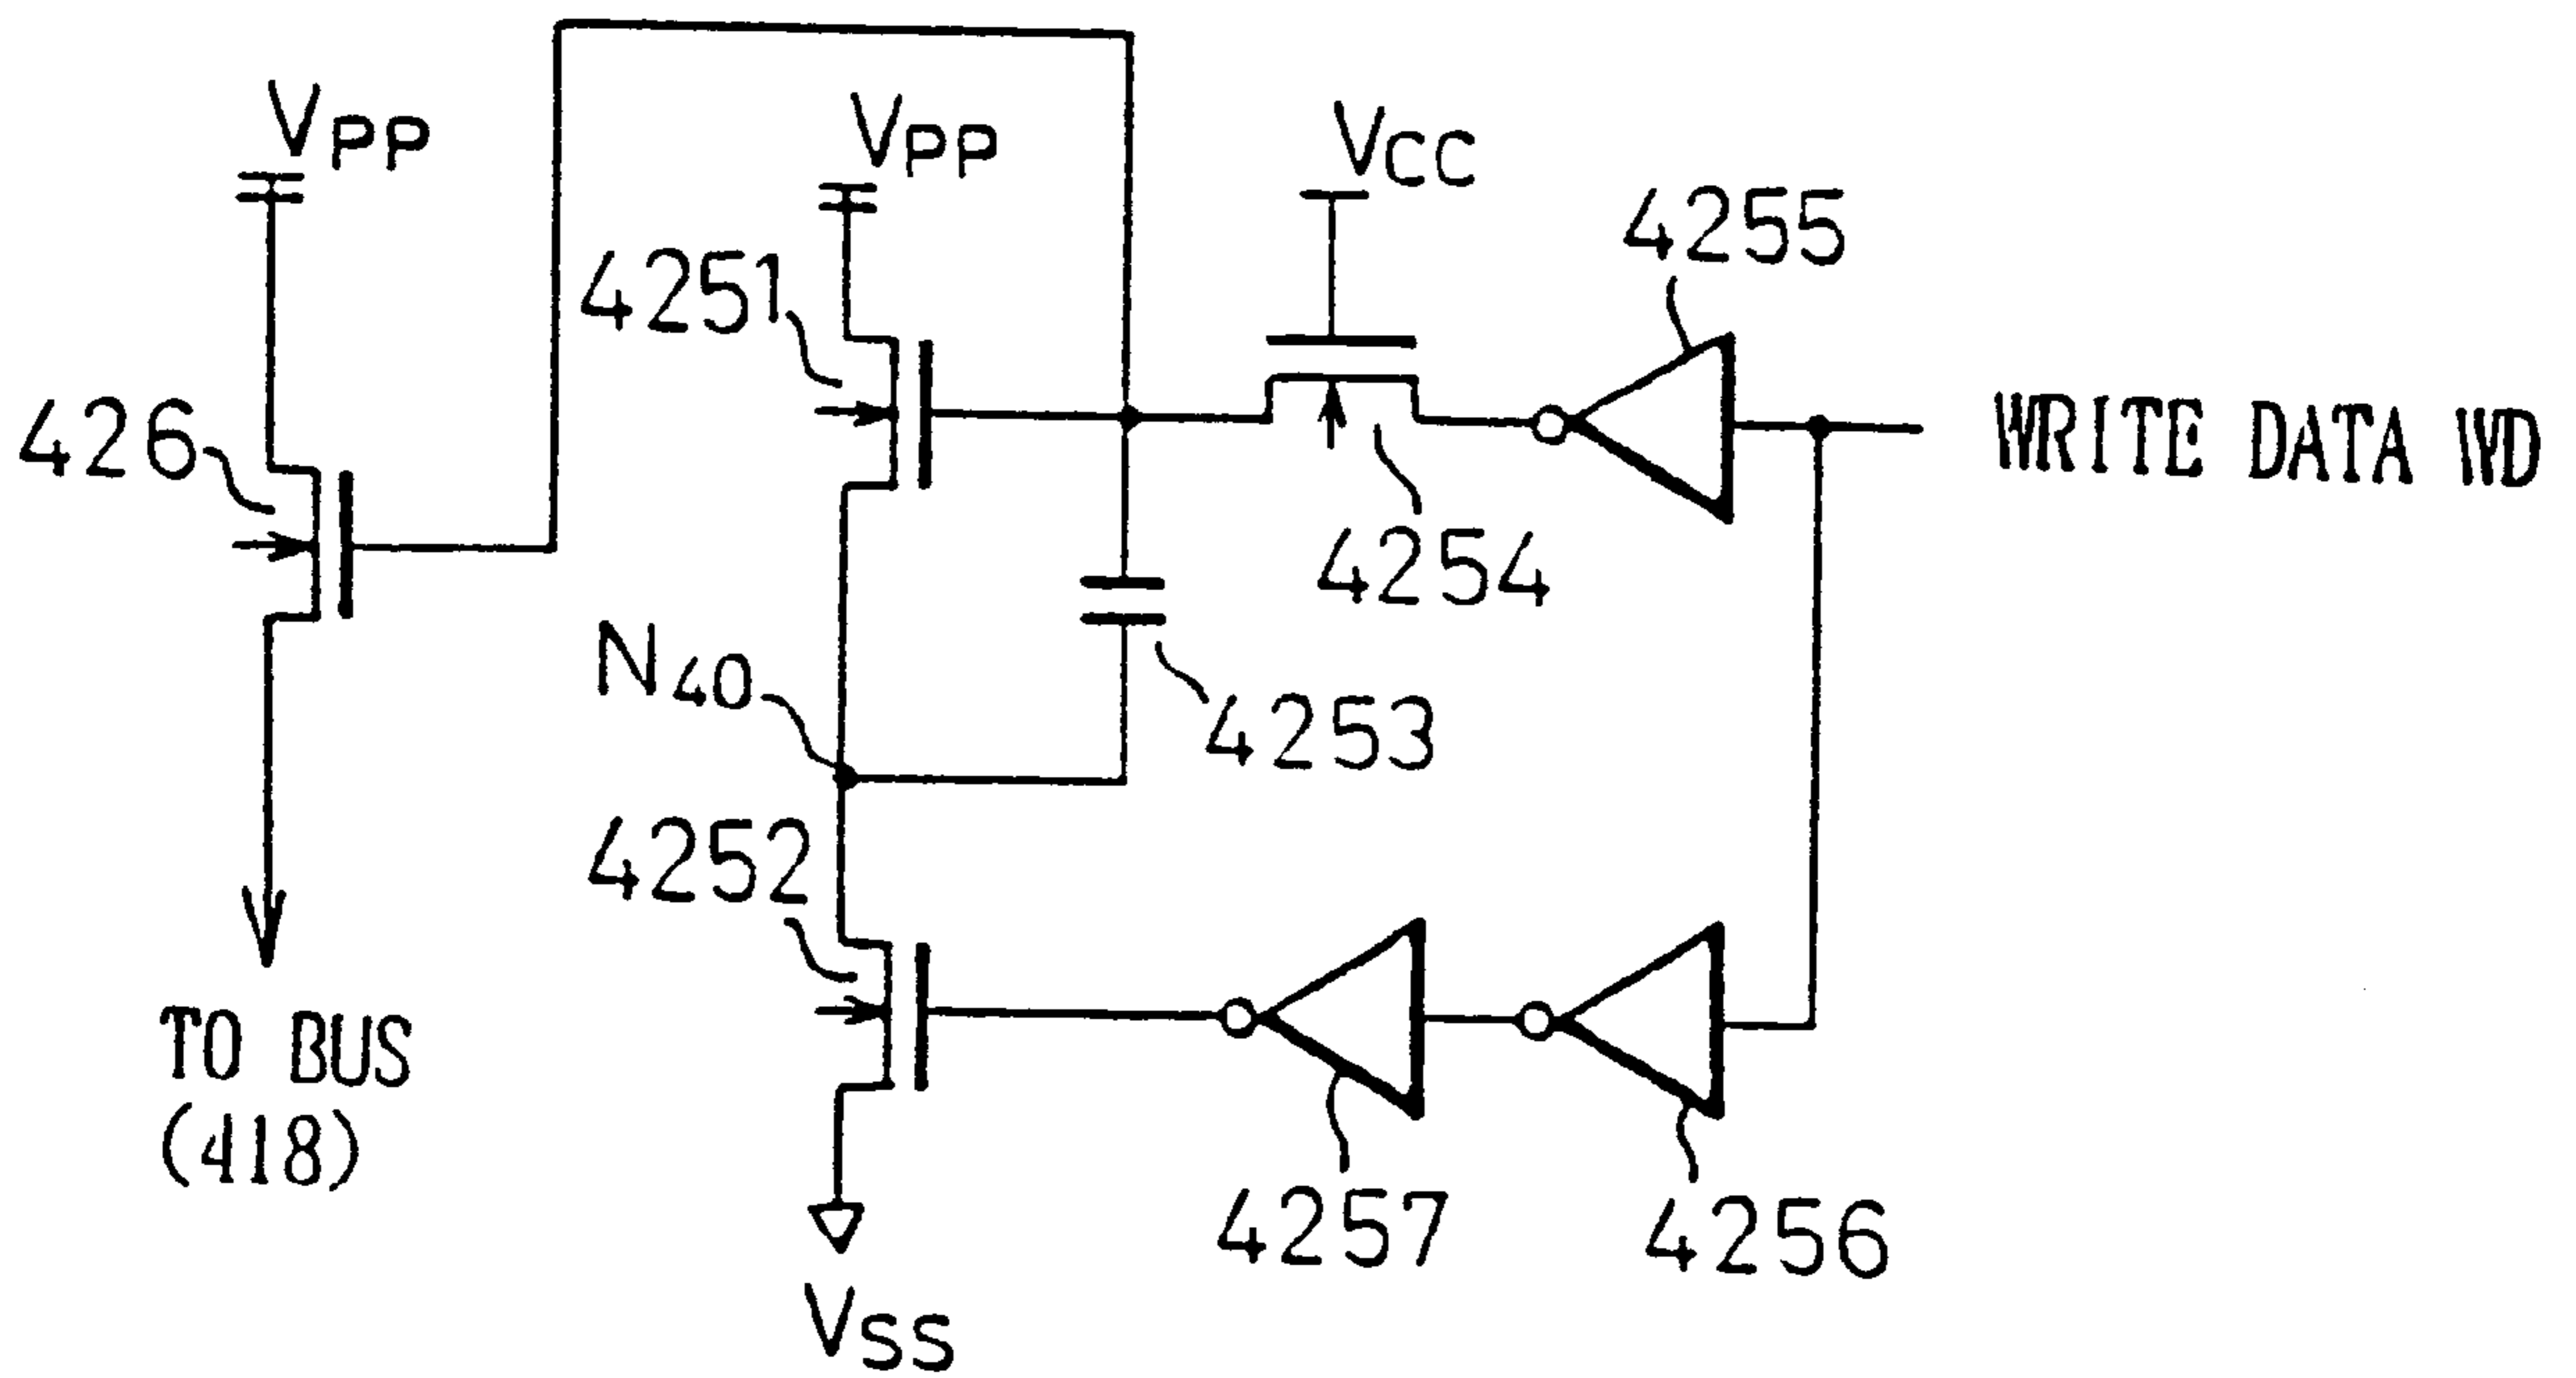 VPP
VPP
VCC
4255
4251
426
WRITE DATA WD
4254
N40
4253
4252
TO BUS
(418)
4257
4256
VSS